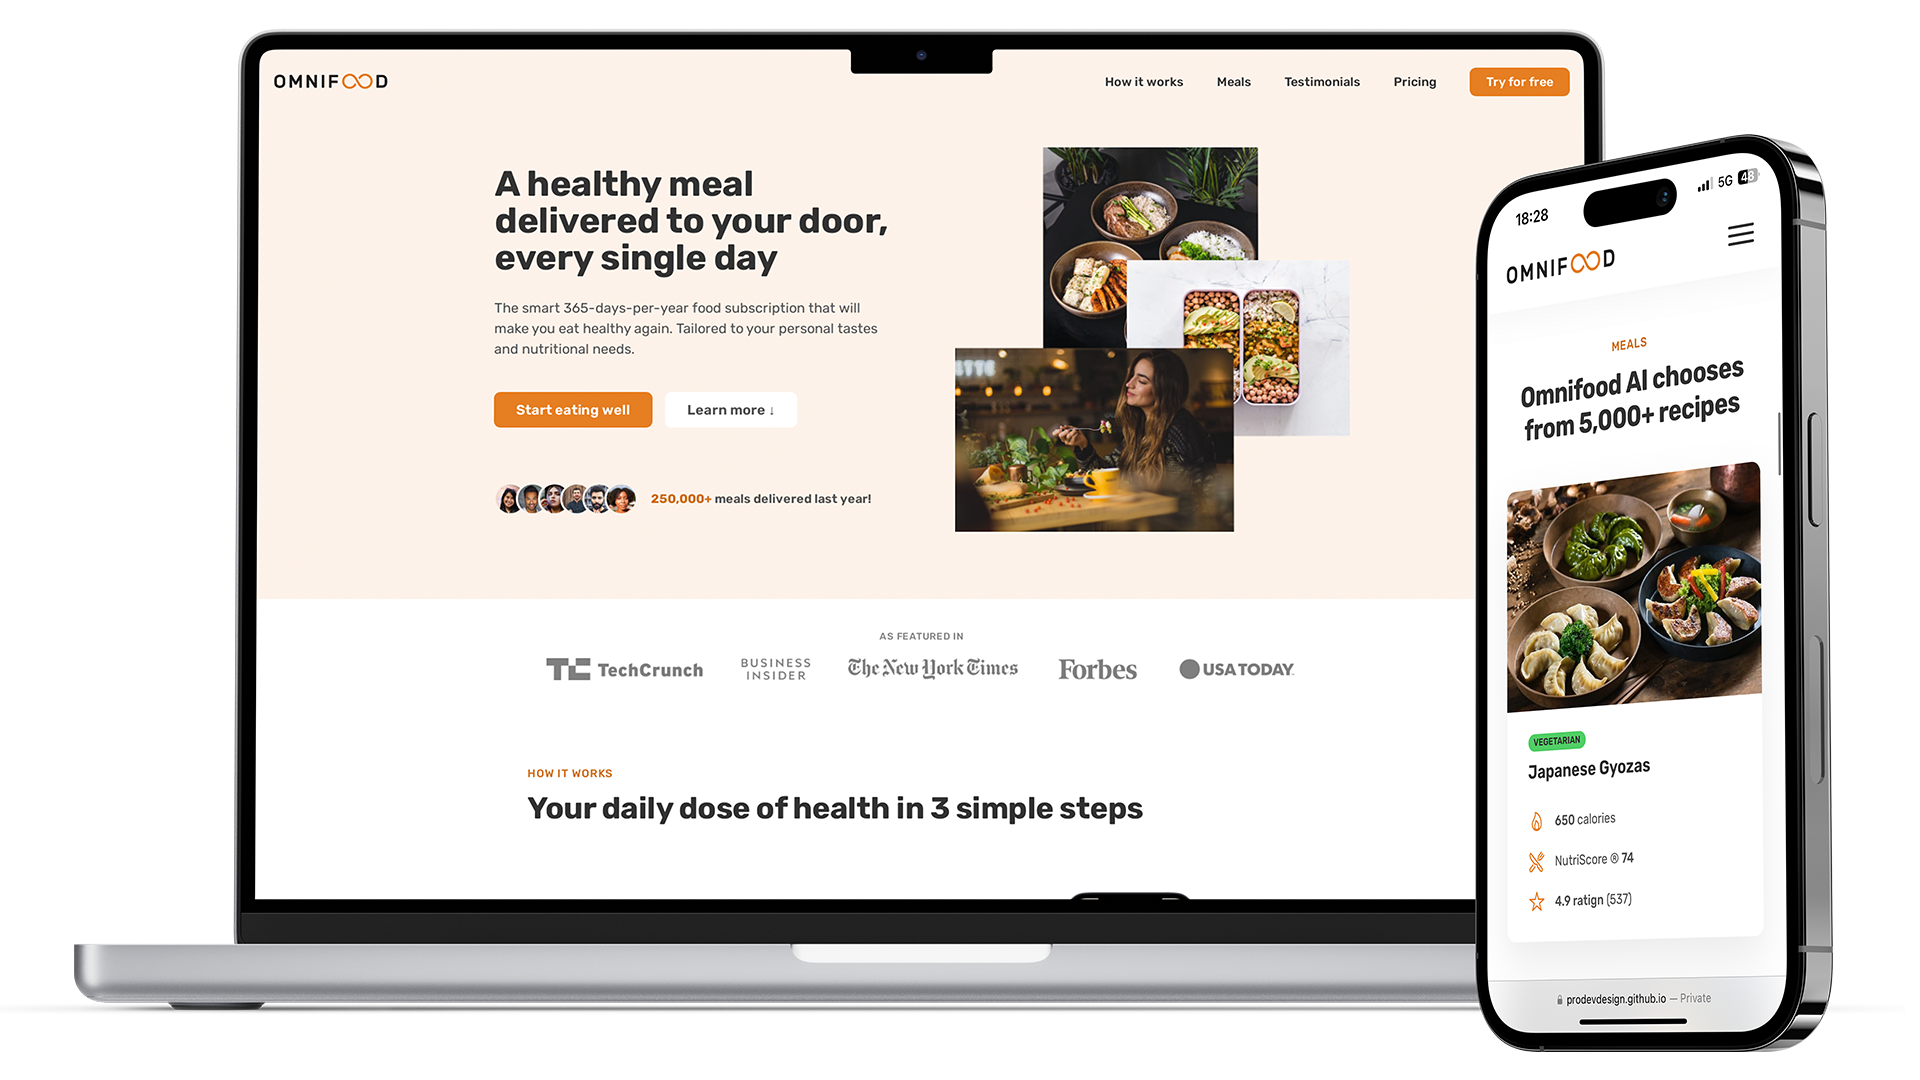 OMNIFOOD
How it works Meals Testimonials Pricing Try for free
A healthy meal
delivered to your door,
every single day
The smart 365-days-per-year food subscription that will
make you eat healthy again. Tailored to your personal tastes
and nutritional needs.
Start eating well Learn more ↓
250,000+ meals delivered last year!
AS FEATURED IN
TechCrunch
BUSINESS
INSIDER
The New York Times
Forbes
USA TODAY
HOW IT WORKS
Your daily dose of health in 3 simple steps
18:28 5G 48
OMNIFOOD
MEALS
Omnifood AI chooses
from 5,000+ recipes
VEGETARIAN
Japanese Gyozas
650 calories
NutriScore ® 74
4.9 ratign (537)
prodevdesign.github.io — Private